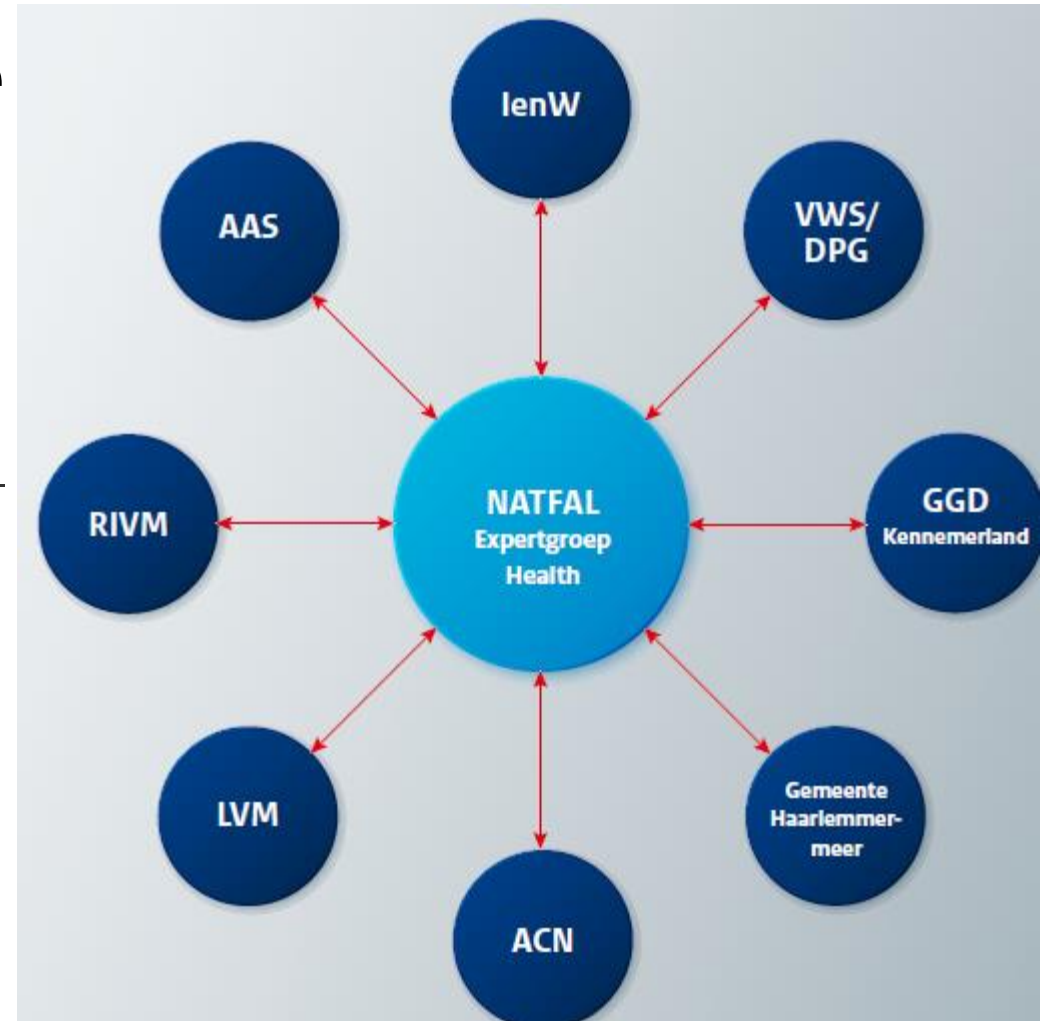 IenW
AAS
VWS/
DPG
RIVM
NATFAL
Expertgroep
Health
GGD
Kennemerland
LVM
Gemeente
Haarlemmer-
meer
ACN